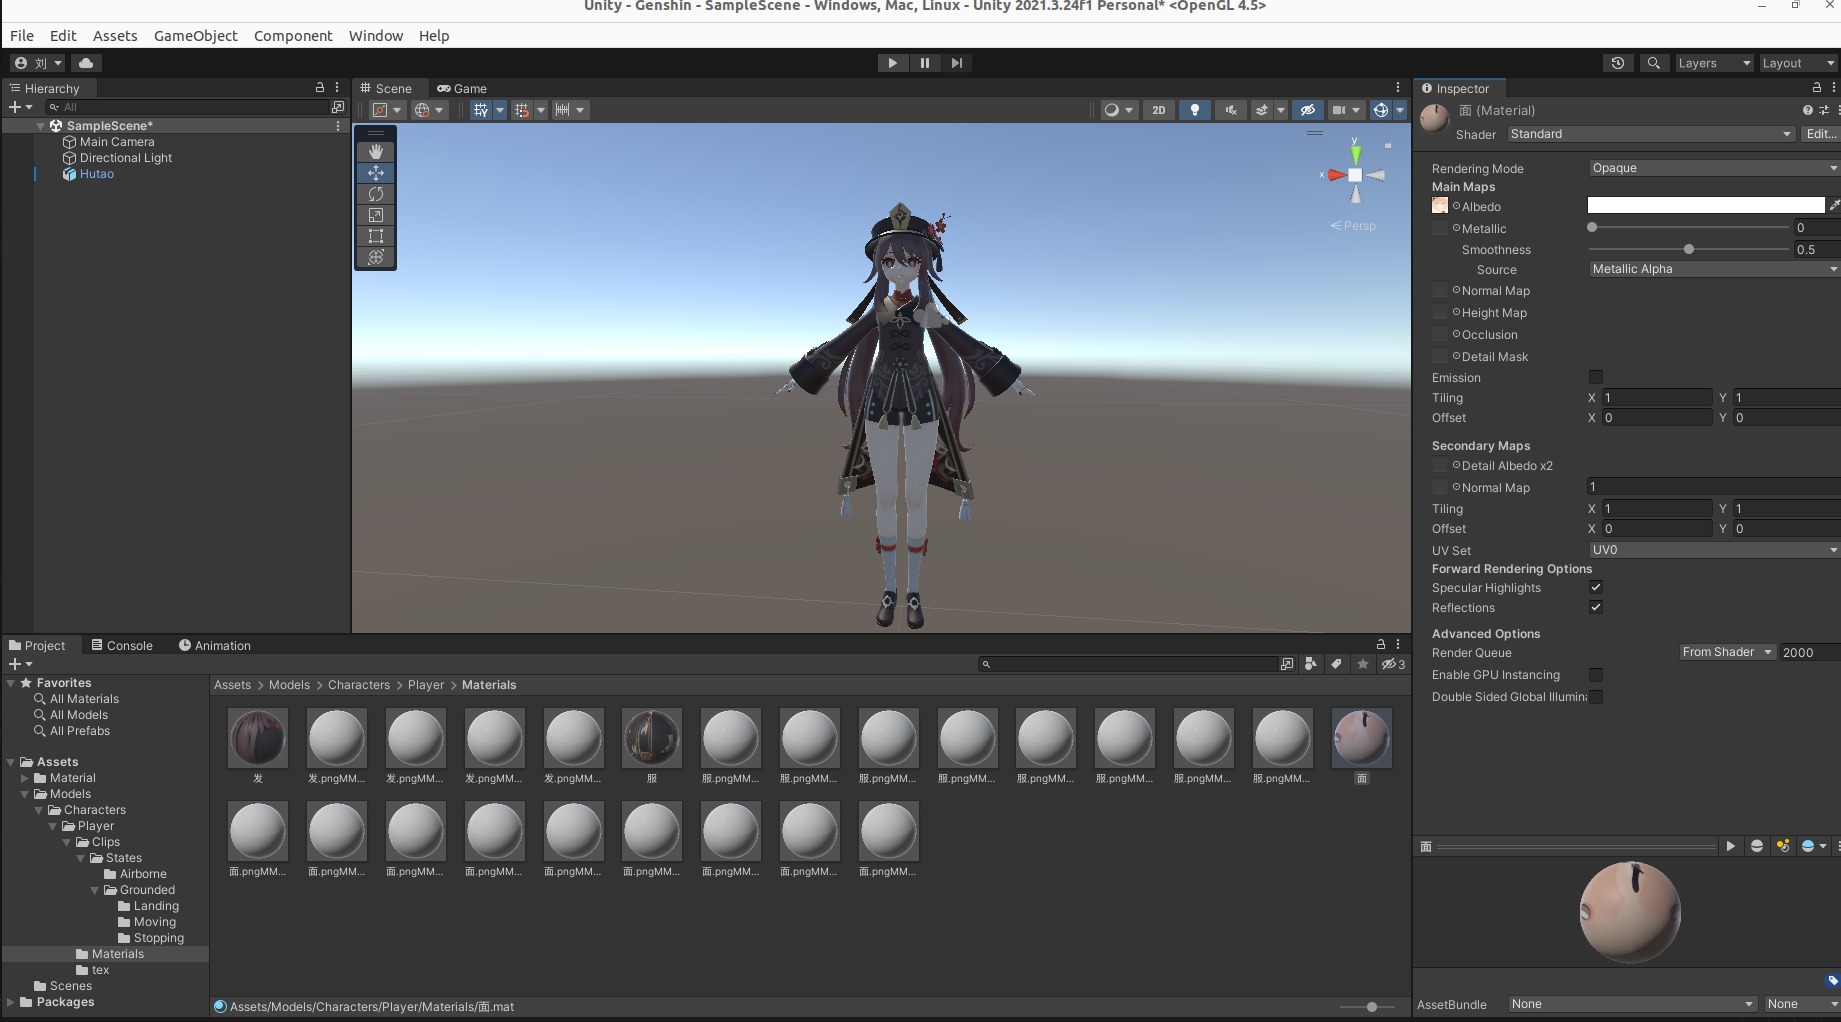 Unity - Genshin - SampleScene - Windows, Mac, Linux - Unity 2021.3.24f1 Personal* <OpenGL 4.5>
File Edit Assets GameObject Component Window Help
刘 Layers Layout
Hierarchy
All
SampleScene*
Main Camera
Directional Light
Hutao
Scene Game
2D
y
x
Persp
Inspector
面 (Material)
Shader Standard Edit...
Rendering Mode Opaque
Main Maps
Albedo
Metallic 0
Smoothness 0.5
Source Metallic Alpha
Normal Map
Height Map
Occlusion
Detail Mask
Emission
Tiling X 1 Y 1
Offset X 0 Y 0
Secondary Maps
Detail Albedo x2
Normal Map 1
Tiling X 1 Y 1
Offset X 0 Y 0
UV Set UV0
Forward Rendering Options
Specular Highlights
Reflections
Advanced Options
Render Queue From Shader 2000
Enable GPU Instancing
Double Sided Global Illumin
面
AssetBundle None None
Project Console Animation
3
Favorites
All Materials
All Models
All Prefabs
Assets
Material
Models
Characters
Player
Clips
States
Airborne
Grounded
Landing
Moving
Stopping
Materials
tex
Scenes
Packages
Assets > Models > Characters > Player > Materials
发 发.pngMM... 发.pngMM... 发.pngMM... 发.pngMM... 服 服.pngMM... 服.pngMM... 服.pngMM... 服.pngMM... 服.pngMM... 服.pngMM... 服.pngMM... 服.pngMM... 面
面.pngMM... 面.pngMM... 面.pngMM... 面.pngMM... 面.pngMM... 面.pngMM... 面.pngMM... 面.pngMM... 面.pngMM...
Assets/Models/Characters/Player/Materials/面.mat